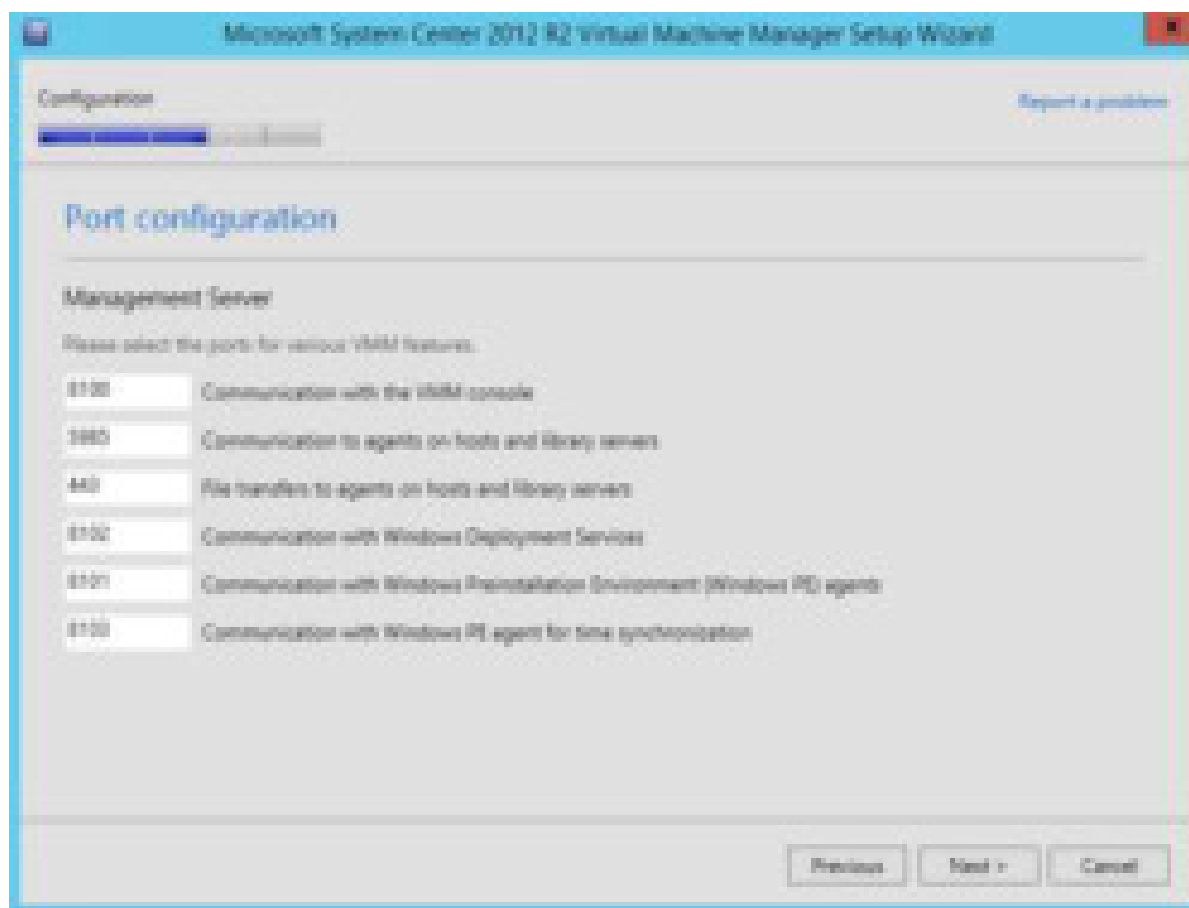 Microsoft System Center 2012 R2 Virtual Machine Manager Setup Wizard
Configuration
Report a problem
Port configuration
Management Server
Please select the ports for various VMM features.
8100 Communication with the VMM console
5985 Communication to agents on hosts and library servers
443 File transfers to agents on hosts and library servers
8102 Communication with Windows Deployment Services
8101 Communication with Windows Preinstallation Environment (Windows PE) agents
8103 Communication with Windows PE agent for time synchronization
Previous
Next >
Cancel